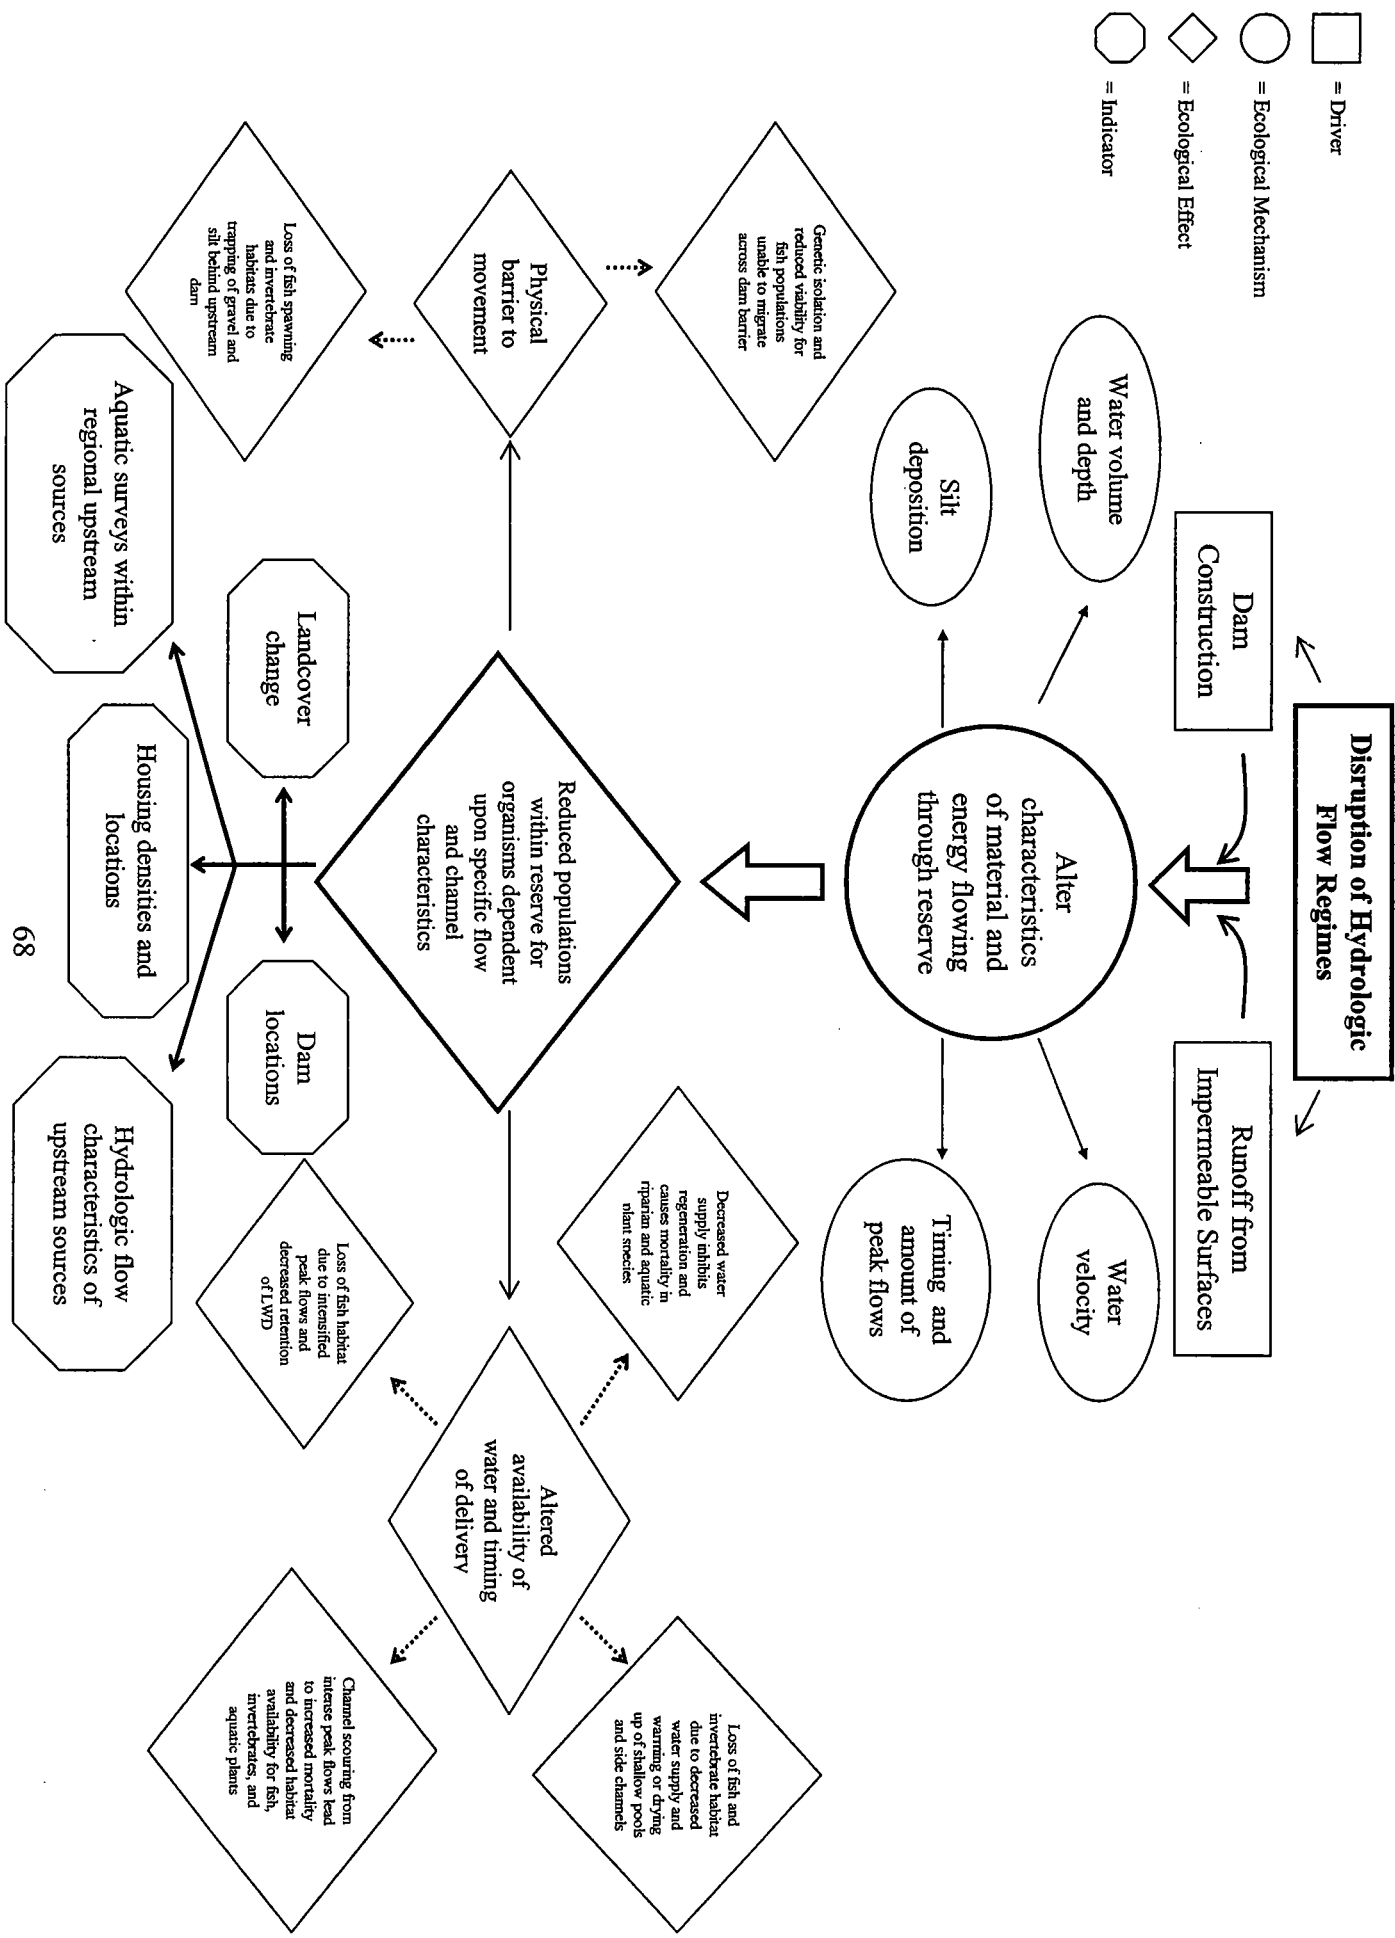 Disruption of Hydrologic
Flow Regimes
= Driver
= Ecological Mechanism
= Ecological Effect
= Indicator
Dam
Construction
Runoff from
Impermeable Surfaces
Water volume
and depth
Silt
deposition
Alter
characteristics
of material and
energy flowing
through reserve
Water
velocity
Timing and
amount of
peak flows
Genetic isolation and
reduced viability for
fish populations
unable to migrate
across dam barrier
Physical
barrier to
movement
Loss of fish spawning
and invertebrate
habitats due to
trapping of gravel and
silt behind upstream
dam
Reduced populations
within reserve for
organisms dependent
upon specific flow
and channel
characteristics
Decreased water
supply inhibits
regeneration and
causes mortality in
riparian and aquatic
plant species
Loss of fish and
invertebrate habitat
due to decreased
water supply and
warming or drying
up of shallow pools
and side channels
Altered
availability of
water and timing
of delivery
Loss of fish habitat
due to intensified
peak flows and
decreased retention
of LWD
Channel scouring from
intense peak flows lead
to increased mortality
and decreased habitat
availability for fish,
invertebrates, and
aquatic plants
Landcover
change
Dam
locations
Aquatic surveys within
regional upstream
sources
Housing densities and
locations
Hydrologic flow
characteristics of
upstream sources
68